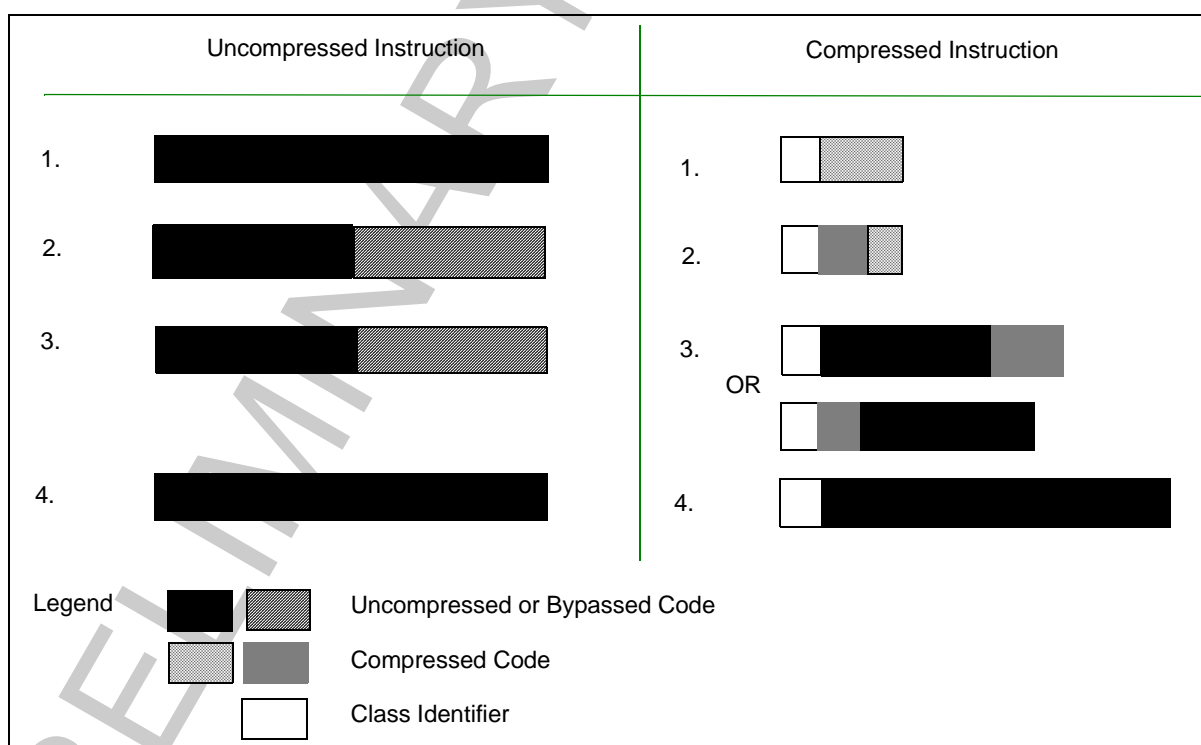 Uncompressed Instruction
Compressed Instruction
1.
1.
2.
2.
3.
3.
OR
4.
4.
Legend
Uncompressed or Bypassed Code
Compressed Code
Class Identifier
PRELIMINARY